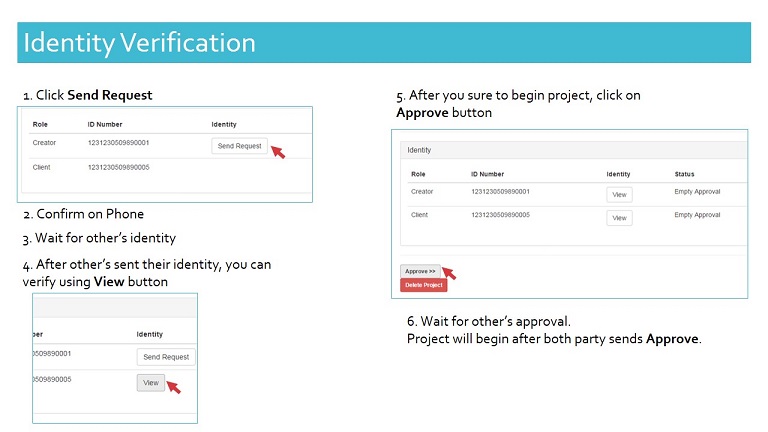 Identity Verification
1. Click Send Request
Role ID Number Identity
Creator 1231230509890001 Send Request
Client 1231230509890005
2. Confirm on Phone
3. Wait for other's identity
4. After other's sent their identity, you can
verify using View button
ber Identity
0509890001 Send Request
0509890005 View
5. After you sure to begin project, click on
Approve button
Identity
Role ID Number Identity Status
Creator 1231230509890001 View Empty Approval
Client 1231230509890005 View Empty Approval
Approve >>
Delete Project
6. Wait for other's approval.
Project will begin after both party sends Approve.